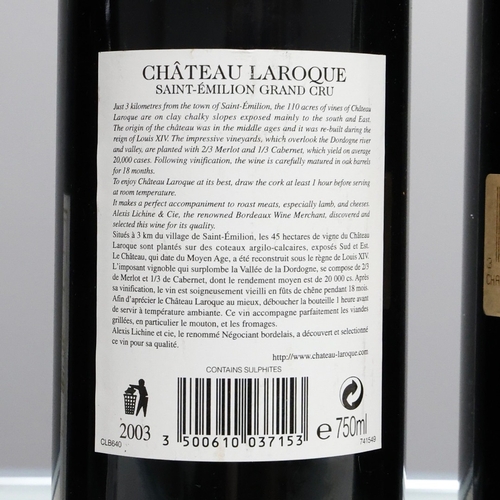 CHÂTEAU LAROQUE
SAINT-ÉMILION GRAND CRU
Just 3 kilometres from the town of Saint-Émilion, the 110 acres of vines of Château
Laroque are on clay chalky slopes exposed mainly to the south and East.
The origin of the château was in the middle ages and it was re-built during the
reign of Louis XIV. The impressive vineyards, which overlook the Dordogne river
and valley, are planted with 2/3 Merlot and 1/3 Cabernet, which yield on average
20,000 cases. Following vinification, the wine is carefully matured in oak barrels
for 18 months.
To enjoy Château Laroque at its best, draw the cork at least 1 hour before serving
at room temperature.
It makes a perfect accompaniment to roast meats, especially lamb, and cheeses.
Alexis Lichine & Cie, the renowned Bordeaux Wine Merchant, discovered and
selected this wine for its quality.
Situés à 3 km du village de Saint-Émilion, les 45 hectares de vigne du Château
Laroque sont plantés sur des coteaux argilo-calcaires, exposés Sud et Est.
Le Château, qui date du Moyen Age, a été reconstruit sous le règne de Louis XIV.
L'imposant vignoble qui surplombe la Vallée de la Dordogne, se compose de 2/3
de Merlot et 1/3 de Cabernet, dont le rendement moyen est de 20 000 cs. Après
vinification, le vin est soigneusement vieilli en fûts de chêne pendant 18 mois.
Afin d'aprécier le Château Laroque au mieux, déboucher la bouteille 1 heure avant
de servir à température ambiante. Ce vin accompagne parfaitement les viandes
grillées, en particulier le mouton, et les fromages.
Alexis Lichine et cie, le renommé Négociant bordelais, a découvert et selectionné
ce vin pour sa qualité.
http://www.chateau-laroque.com
CONTAINS SULPHITES
2003
3 500610 037153
e 750ml
CLB640
741549